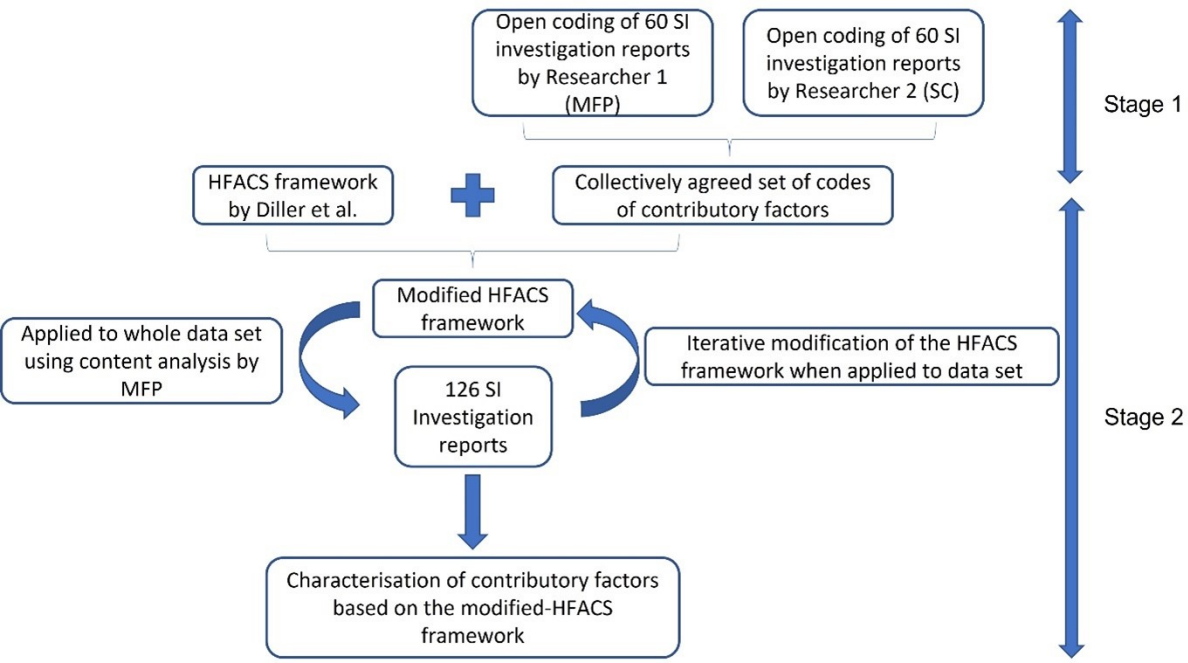 Open coding of 60 SI
investigation reports
by Researcher 1
(MFP)
Open coding of 60 SI
investigation reports
by Researcher 2 (SC)
Stage 1
HFACS framework
by Diller et al.
Collectively agreed set of codes
of contributory factors
Modified HFACS
framework
Applied to whole data set
using content analysis by
MFP
Iterative modification of the HFACS
framework when applied to data set
126 SI
Investigation
reports
Stage 2
Characterisation of contributory factors
based on the modified-HFACS
framework